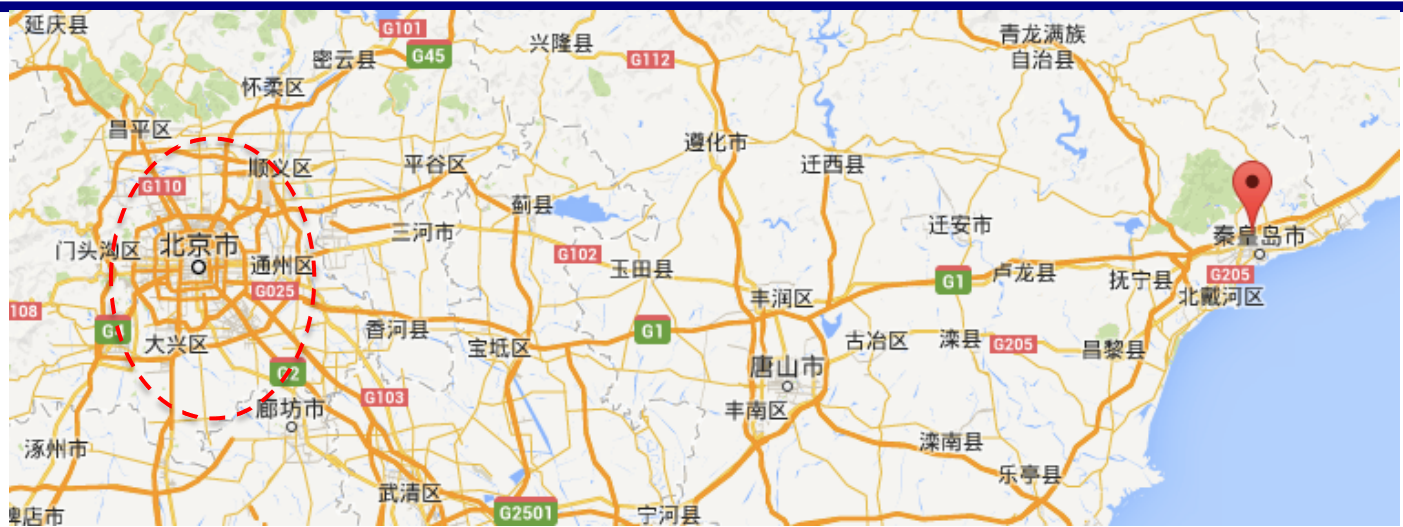 延庆县
G101
密云县
G45
兴隆县
G112
青龙满族
自治县
怀柔区
昌平区
遵化市
顺义区
平谷区
迁西县
G110
蓟县
迁安市
三河市
门头沟区
北京市
秦皇岛市
G102
通州区
玉田县
G1
卢龙县
抚宁县
G205
G025
丰润区
北戴河区
108
香河县
G1
大兴区
宝坻区
古冶区
滦县
G205
昌黎县
唐山市
G2
G103
廊坊市
丰南区
涿州市
滦南县
乐亭县
武清区
G2501
宁河县
店市